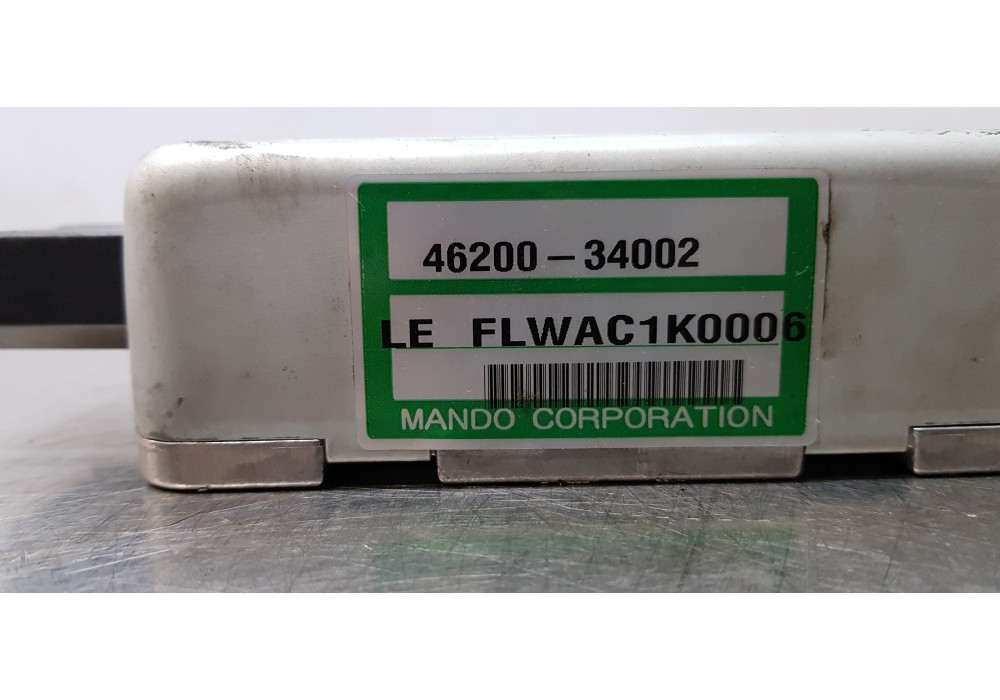 46200-34002
LE FLWAC1K0006
MANDO CORPORATION